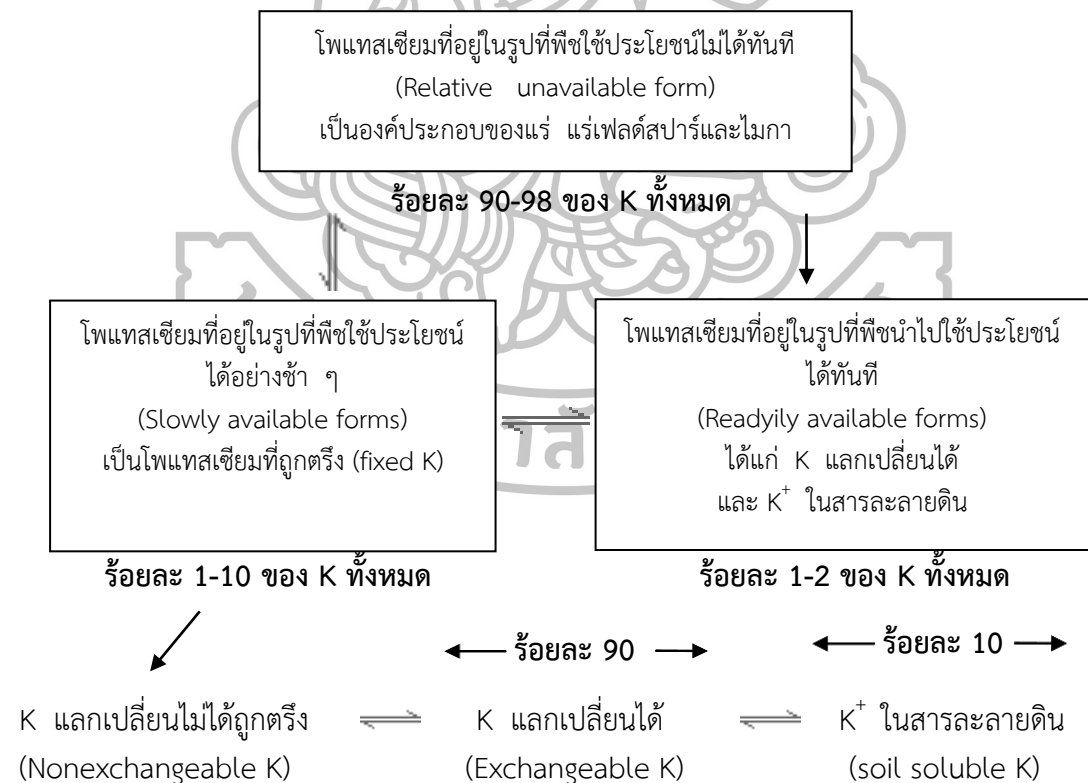 โพแทสเซียมที่อยู่ในรูปที่พืชใช้ประโยชน์ไม่ได้ทันที
(Relative unavailable form)
เป็นองค์ประกอบของแร่ แร่เฟลด์สปาร์และไมกา
ร้อยละ 90-98 ของ K ทั้งหมด
โพแทสเซียมที่อยู่ในรูปที่พืชใช้ประโยชน์
ได้อย่างช้า ๆ
(Slowly available forms)
เป็นโพแทสเซียมที่ถูกตรึง (fixed K)
ร้อยละ 1-10 ของ K ทั้งหมด
โพแทสเซียมที่อยู่ในรูปที่พืชนำไปใช้ประโยชน์
ได้ทันที
(Readyily available forms)
ได้แก่ K แลกเปลี่ยนได้
และ K⁺ ในสารละลายดิน
ร้อยละ 1-2 ของ K ทั้งหมด
ร้อยละ 90
ร้อยละ 10
K แลกเปลี่ยนไม่ได้ถูกตรึง
(Nonexchangeable K)
K แลกเปลี่ยนได้
(Exchangeable K)
K⁺ ในสารละลายดิน
(soil soluble K)